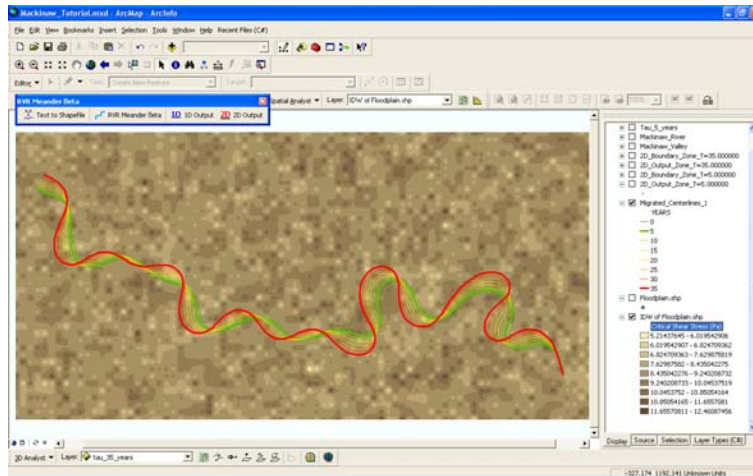 Mackinaw_Tutorial.mxd - ArcMap - ArcInfo
File Edit View Bookmarks Insert Selection Tools Window Help Recent Files (C#)
Editor Task: Create New Feature Target:
RVR Meander Beta
Spatial Analyst Layer: IDW of Floodplain.shp
Text to Shapefile RVR Meander Beta 1D 1D Output 2D 2D Output
Tau_5_years
Mackinaw_River
Mackinaw_Valley
2D_Boundary_Zone_T=35.000000
2D_Output_Zone_T=35.000000
2D_Boundary_Zone_T=5.000000
2D_Output_Zone_T=5.000000
Migrated_Centerlines_1
YEARS
0
5
10
15
20
25
30
35
Floodplain.shp
IDW of Floodplain.shp
Critical Shear Stress (Pa)
5.21437645 - 6.019542906
6.019542907 - 6.824709362
6.824709363 - 7.629875819
7.62987582 - 8.435042275
8.435042276 - 9.240208732
9.240208733 - 10.04537519
10.0453752 - 10.85054164
10.85054165 - 11.6557081
11.65570811 - 12.46087456
Display Source Selection Layer Types (C#)
3D Analyst Layer: tau_35_years
-327.174 1192.141 Unknown Units